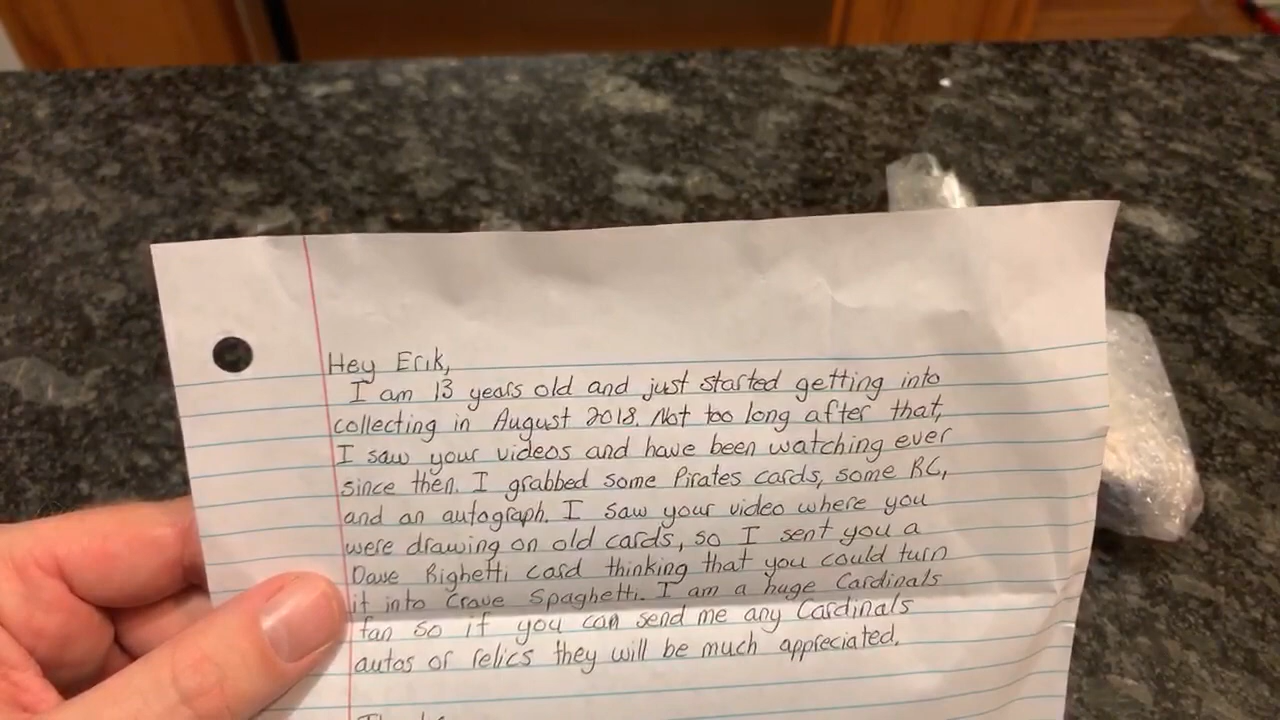 Hey Erik,
I am 13 years old and just started getting into
collecting in August 2018. Not too long after that,
I saw your videos and have been watching ever
since then. I grabbed some Pirates cards, some RC,
and an autograph. I saw your video where you
were drawing on old cards, so I sent you a
Dave Righetti card thinking that you could turn
it into Crave Spaghetti. I am a huge Cardinals
fan so if you can send me any Cardinals
autos or relics they will be much appreciated.